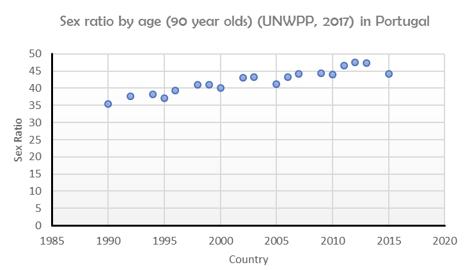 Sex ratio by age (90 year olds) (UNWPP, 2017) in Portugal
50
45
40
35
30
25
20
15
10
5
0
Sex Ratio
1985 1990 1995 2000 2005 2010 2015 2020
Country